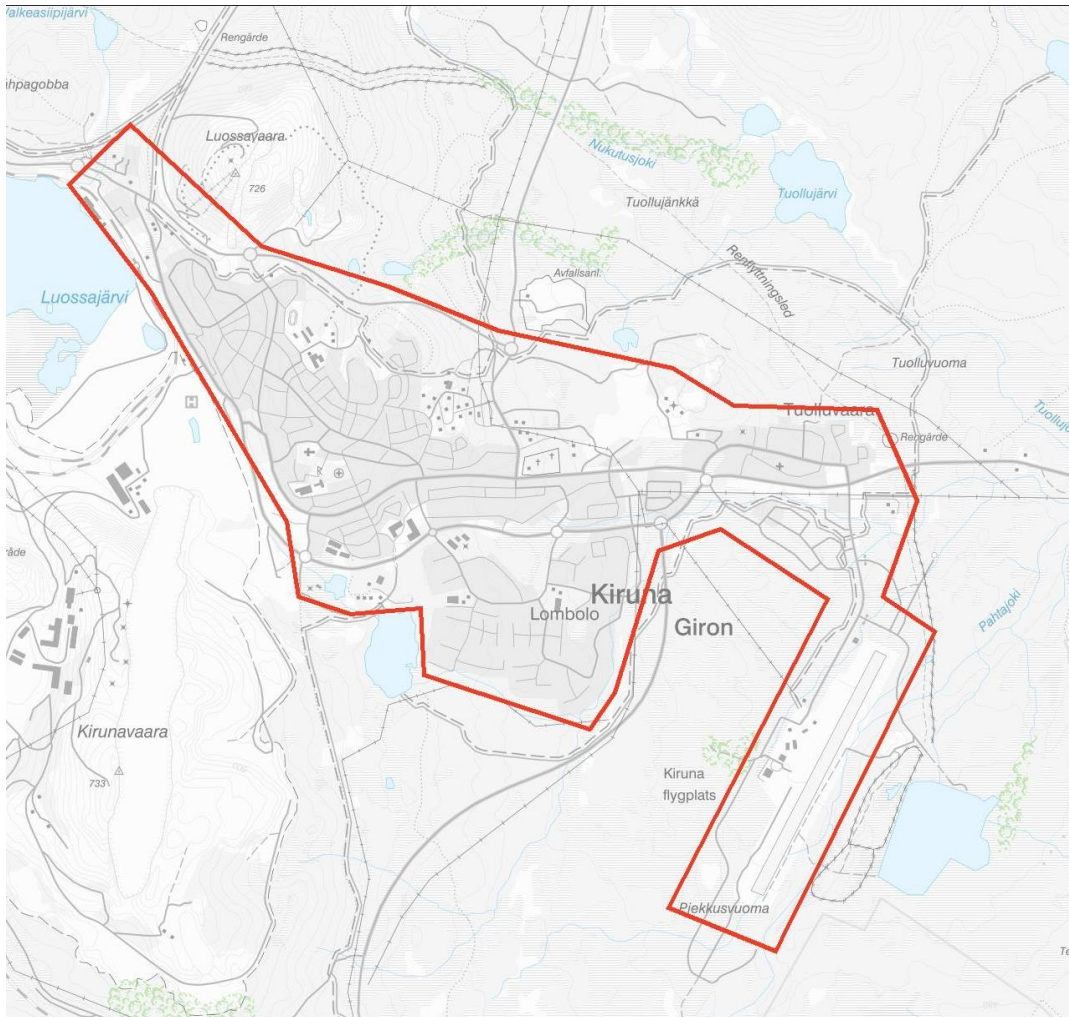 Valkeasiipijärvi
Rengärde
Luossavaara
726
Nukutusjoki
Tuollujänkkä
Tuollujärvi
Renflyttningsled
Avfallsanl.
Luossajärvi
H
Tuolluvuoma
Tuolluvaara
Rengärde
R
Kiruna
Lombolo
Giron
Pahtajoki
Kirunavaara
733
Kiruna
flygplats
Piekkusvuoma